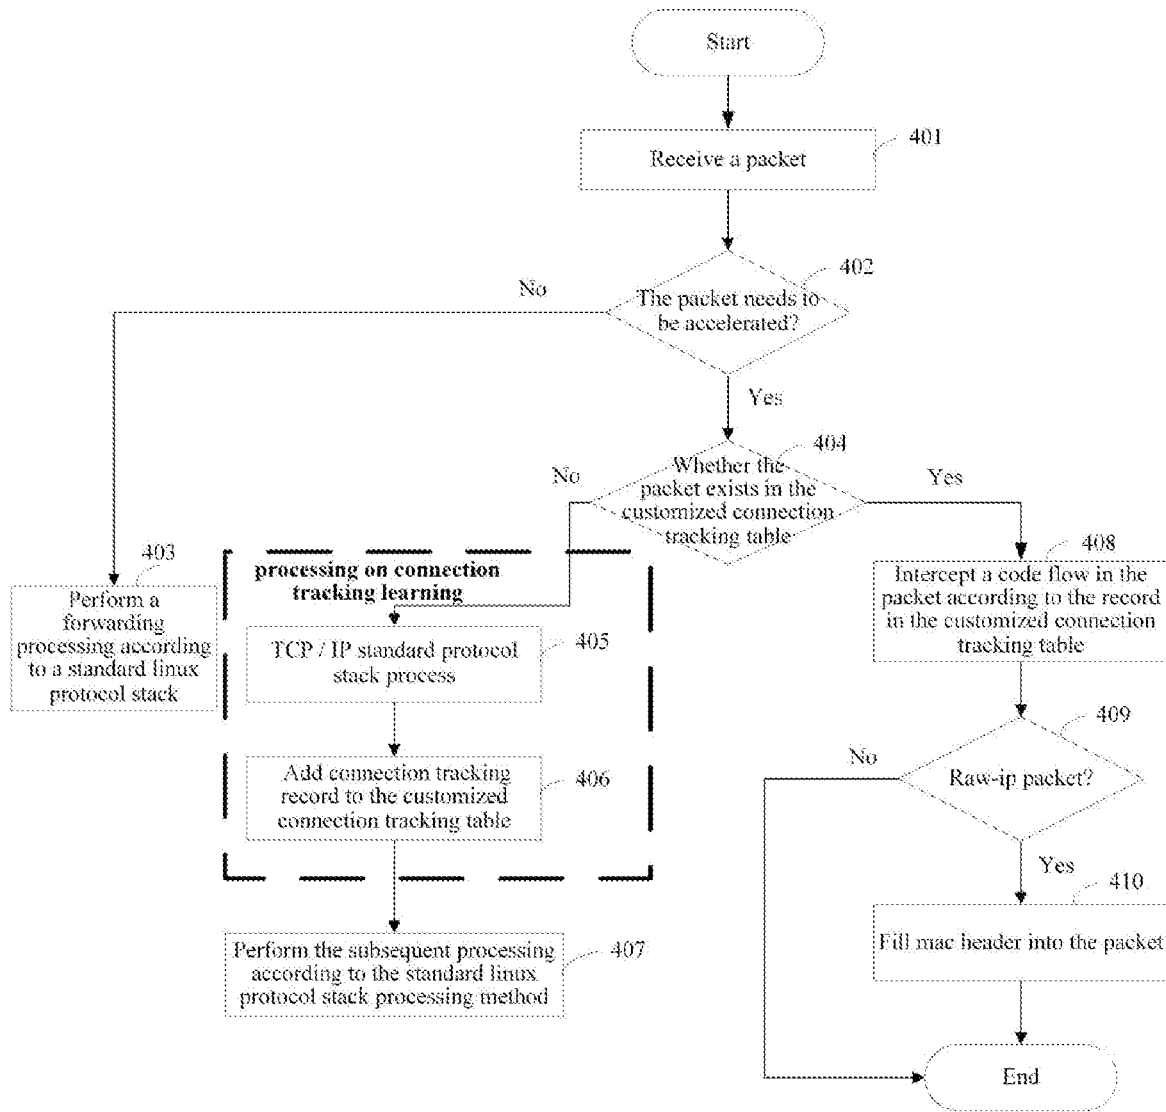 Start
401
Receive a packet
402
The packet needs to
be accelerated?
No
Yes
404
Whether the
packet exists in the
customized connection
tracking table
No
Yes
403
Perform a
forwarding
processing according
to a standard linux
protocol stack
processing on connection
tracking learning
405
TCP / IP standard protocol
stack process
406
Add connection tracking
record to the customized
connection tracking table
407
Perform the subsequent processing
according to the standard linux
protocol stack processing method
408
Intercept a code flow in the
packet according to the record
in the customized connection
tracking table
409
Raw-ip packet?
No
Yes
410
Fill mac header into the packet
End